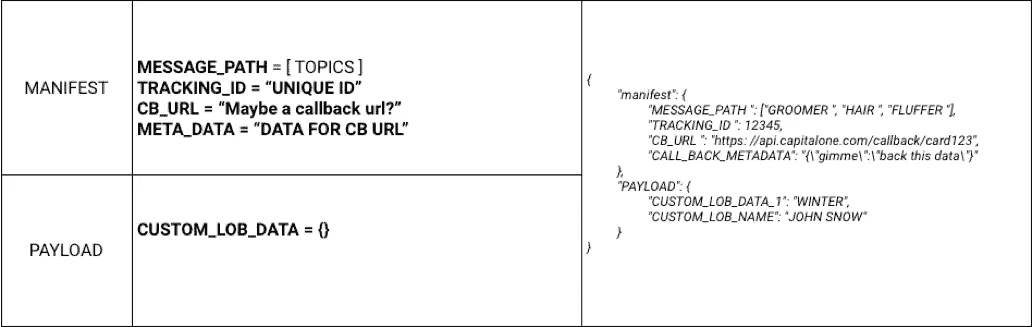 MANIFEST
MESSAGE_PATH = [ TOPICS ]
TRACKING_ID = “UNIQUE ID”
CB_URL = “Maybe a callback url?”
META_DATA = “DATA FOR CB URL”
PAYLOAD
CUSTOM_LOB_DATA = {}
{
"manifest": {
"MESSAGE_PATH ": ["GROOMER ", "HAIR ", "FLUFFER "],
"TRACKING_ID ": 12345,
"CB_URL ": "https: //api.capitalone.com/callback/card123",
"CALL_BACK_METADATA": "{\"gimme\":\"back this data\"}"
},
"PAYLOAD": {
"CUSTOM_LOB_DATA_1": "WINTER",
"CUSTOM_LOB_NAME": "JOHN SNOW"
}
}